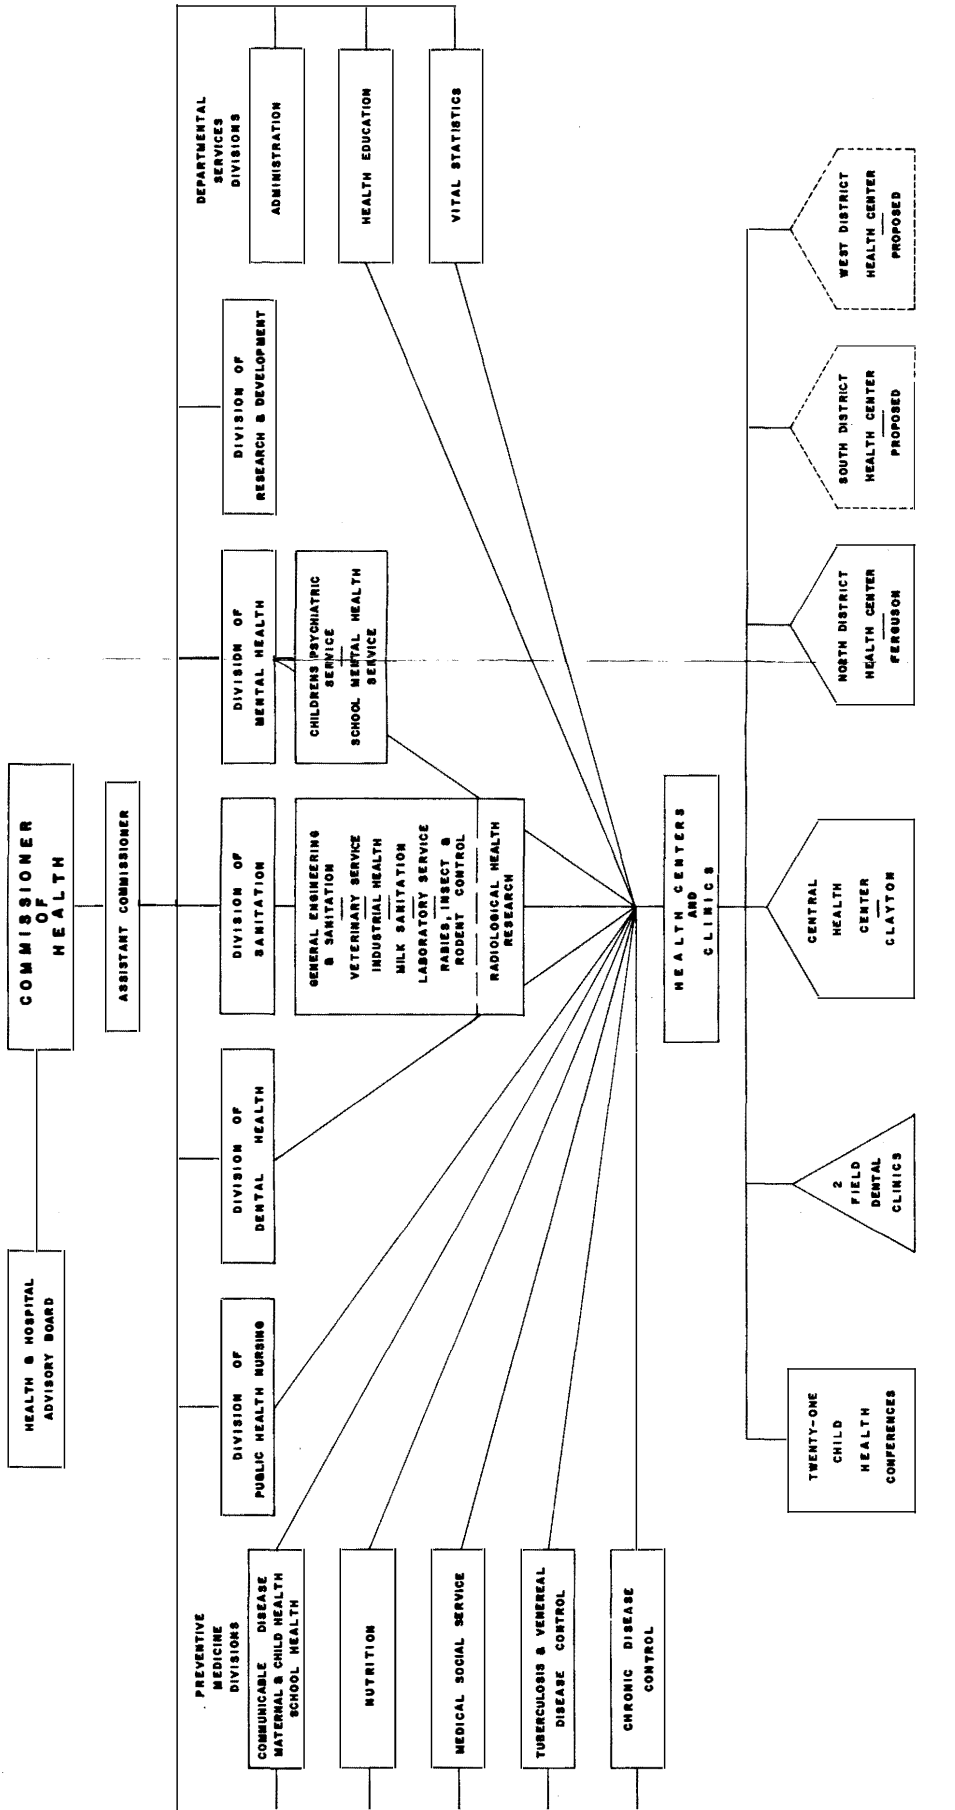 COMMISSIONER
OF
HEALTH
HEALTH & HOSPITAL
ADVISORY BOARD
ASSISTANT COMMISSIONER
PREVENTIVE
MEDICINE
DIVISIONS
COMMUNICABLE DISEASE
MATERNAL & CHILD HEALTH
SCHOOL HEALTH
NUTRITION
MEDICAL SOCIAL SERVICE
TUBERCULOSIS & VENEREAL
DISEASE CONTROL
CHRONIC DISEASE
CONTROL
DIVISION OF
PUBLIC HEALTH NURSING
DIVISION OF
DENTAL HEALTH
DIVISION OF
SANITATION
GENERAL ENGINEERING
& SANITATION
VETERINARY SERVICE
INDUSTRIAL HEALTH
MILK SANITATION
LABORATORY SERVICE
RABIES, INSECT &
RODENT CONTROL
RADIOLOGICAL HEALTH
RESEARCH
DIVISION OF
MENTAL HEALTH
CHILDRENS PSYCHIATRIC
SERVICE
SCHOOL MENTAL HEALTH
SERVICE
DIVISION OF
RESEARCH & DEVELOPMENT
DEPARTMENTAL
SERVICES
DIVISIONS
ADMINISTRATION
HEALTH EDUCATION
VITAL STATISTICS
HEALTH CENTERS
AND
CLINICS
TWENTY-ONE
CHILD
HEALTH
CONFERENCES
2
FIELD
DENTAL
CLINICS
CENTRAL
HEALTH
CENTER
CLAYTON
NORTH DISTRICT
HEALTH CENTER
FERGUSON
SOUTH DISTRICT
HEALTH CENTER
PROPOSED
WEST DISTRICT
HEALTH CENTER
PROPOSED